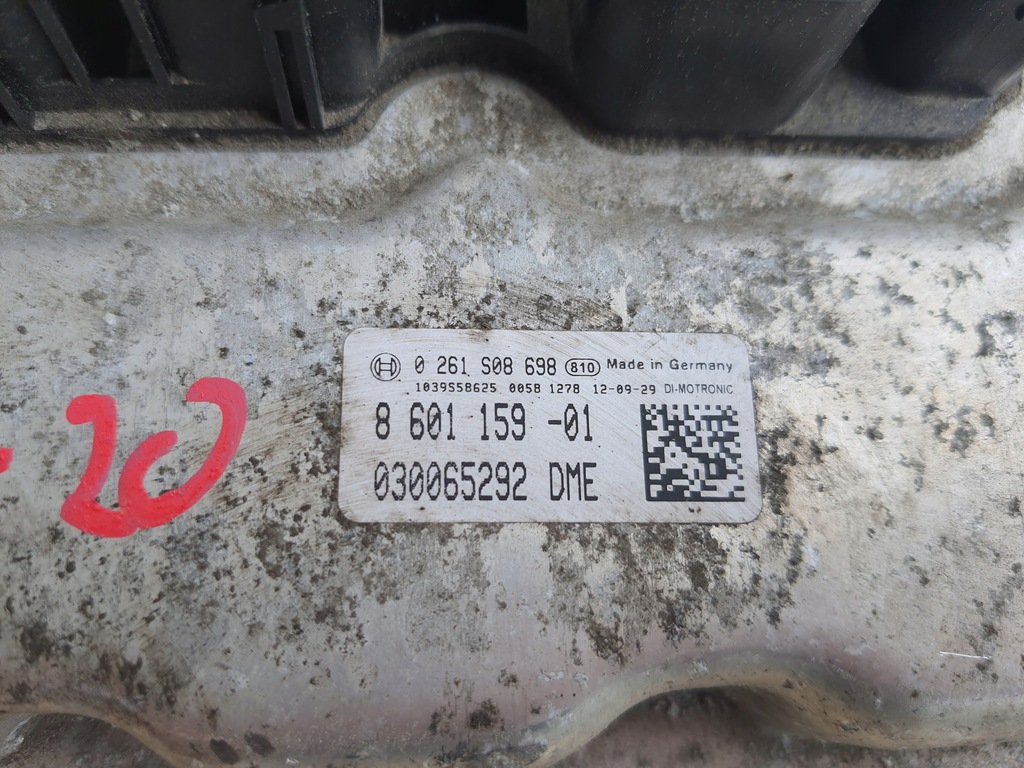 0 261 S08 698 810 Made in Germany
1039S58625 0058 1278 12-09-29 DI-MOTRONIC
8 601 159 -01
030065292 DME